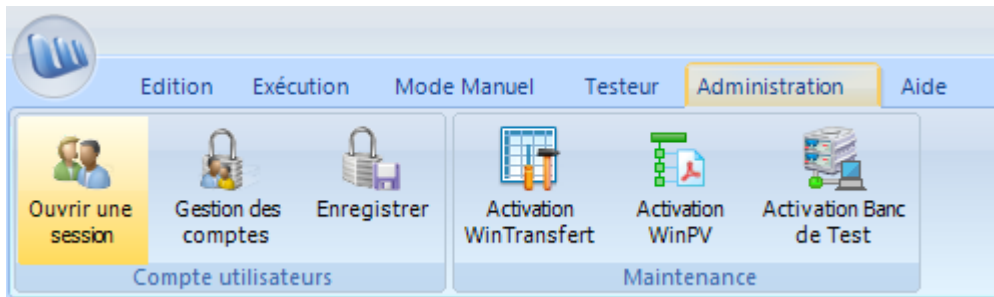 Edition Exécution Mode Manuel Testeur Administration Aide
Ouvrir une Gestion des Enregistrer Activation Activation Activation Banc
session comptes WinTransfert WinPV de Test
Compte utilisateurs Maintenance